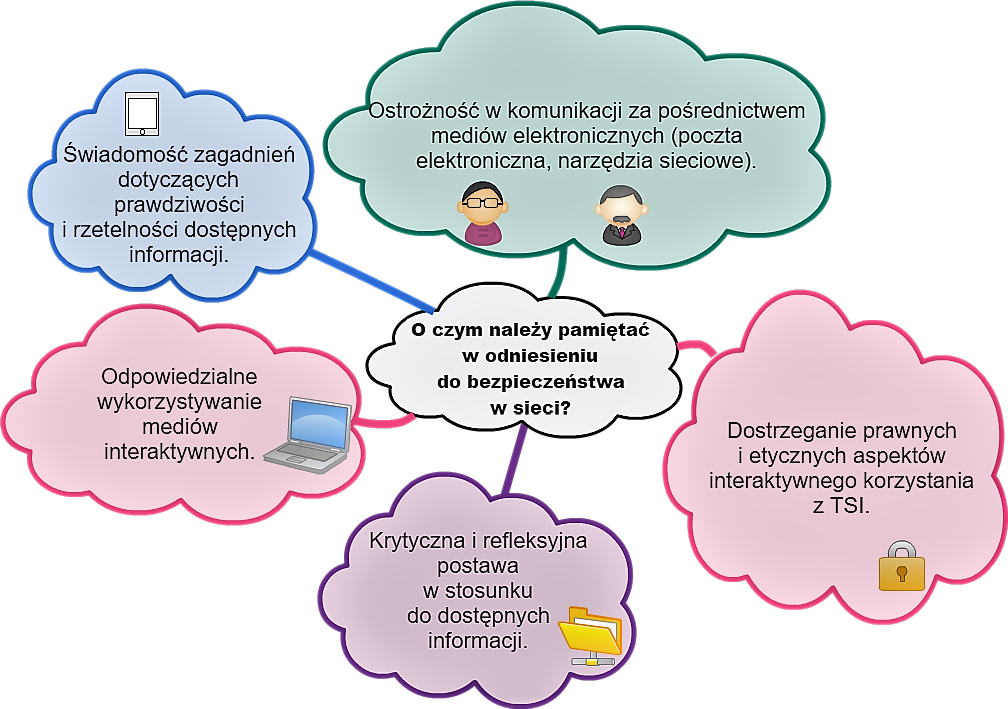 Ostrożność w komunikacji za pośrednictwem
mediów elektronicznych (poczta
elektroniczna, narzędzia sieciowe).
Świadomość zagadnień
dotyczących
prawdziwości
i rzetelności dostępnych
informacji.
O czym należy pamiętać
w odniesieniu
do bezpieczeństwa
w sieci?
Odpowiedzialne
wykorzystywanie
mediów
interaktywnych.
Dostrzeganie prawnych
i etycznych aspektów
interaktywnego korzystania
z TSI.
Krytyczna i refleksyjna
postawa
w stosunku
do dostępnych
informacji.